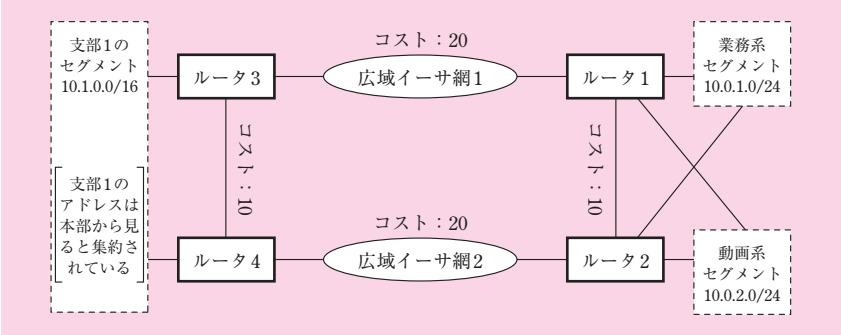 支部1の
セグメント
10.1.0.0/16
支部1の
アドレスは
本部から見
ると集約さ
れている
ルータ3
コスト：10
ルータ4
コスト：20
広域イーサ網1
コスト：20
広域イーサ網2
ルータ1
コスト：10
ルータ2
業務系
セグメント
10.0.1.0/24
動画系
セグメント
10.0.2.0/24